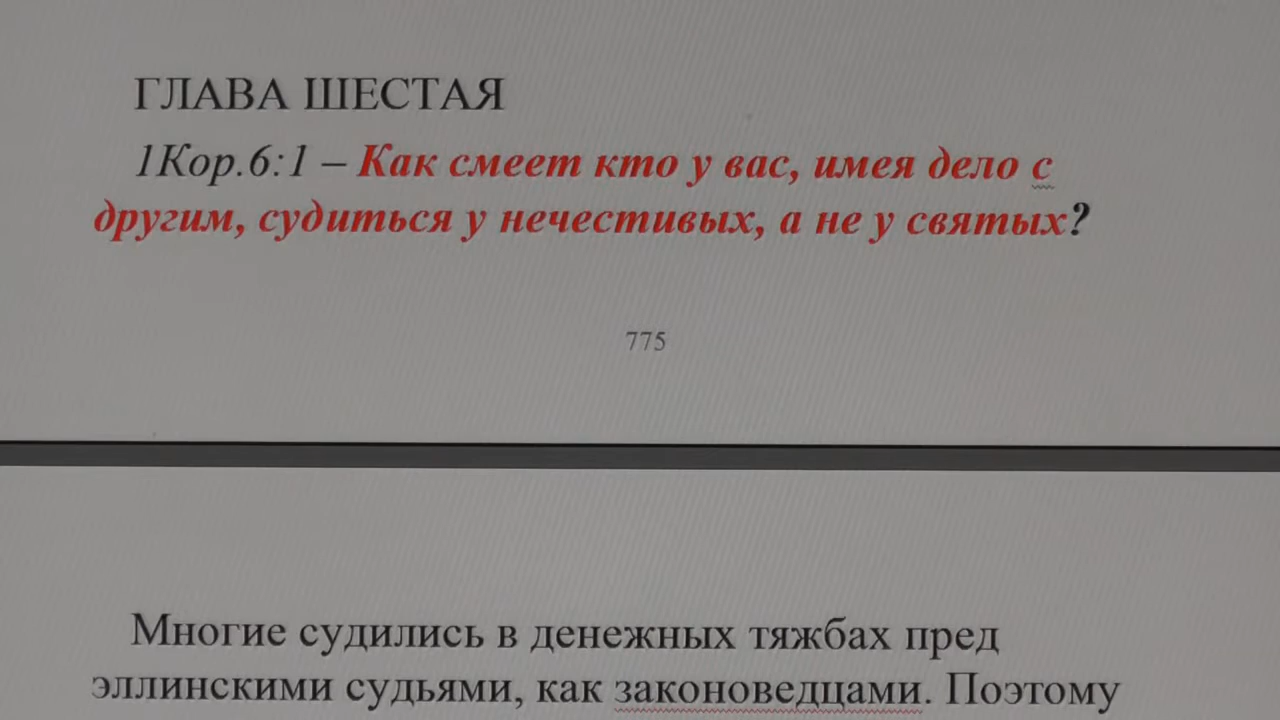 ГЛАВА ШЕСТАЯ
1Кор.6:1 – Как смеет кто у вас, имея дело с
другим, судиться у нечестивых, а не у святых?
775
Многие судились в денежных тяжбах пред
эллинскими судьями, как законоведцами. Поэтому